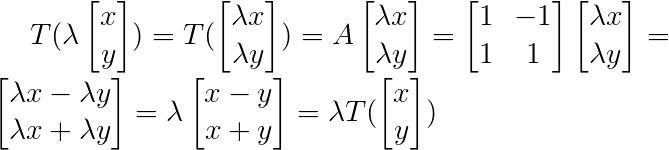 T(λ [x y]) = T([λx λy]) = A [λx λy] = [1 −1 1 1] [λx λy] =
[λx − λy λx + λy] = λ [x − y x + y] = λT([x y])